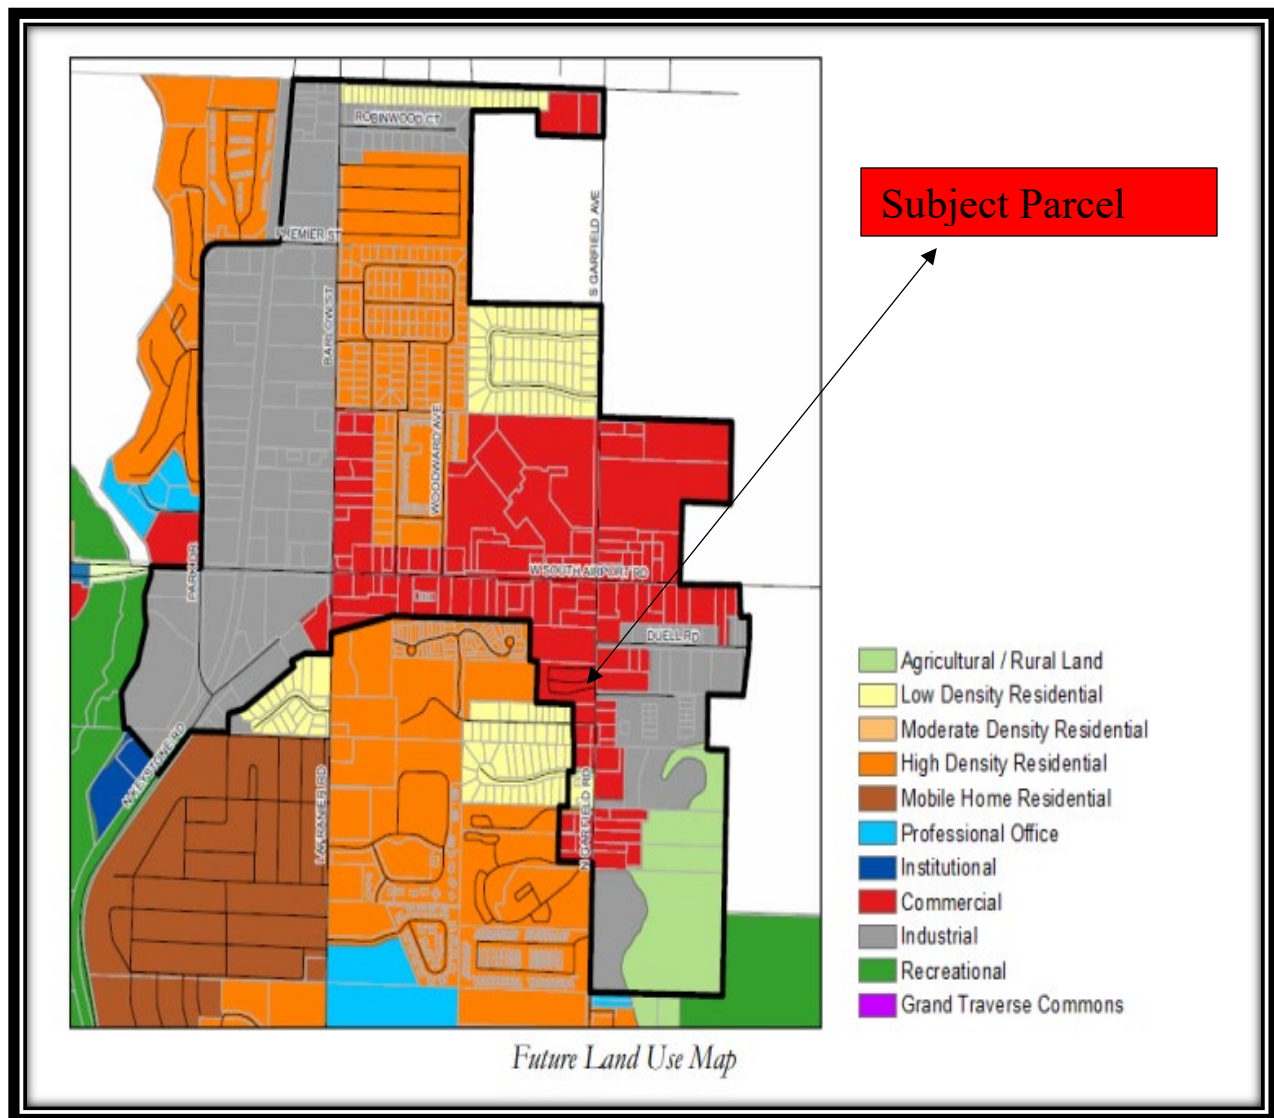 ROBINWOOD CT
S GARFIELD AVE
Subject Parcel
PREMIER ST
BARLOW ST
WOODWARD AVE
PARK DR
W SOUTH AIRPORT RD
DUELL RD
N KEYSTONE RD
LAFRANIER RD
N GARFIELD RD
Agricultural / Rural Land
Low Density Residential
Moderate Density Residential
High Density Residential
Mobile Home Residential
Professional Office
Institutional
Commercial
Industrial
Recreational
Grand Traverse Commons
Future Land Use Map